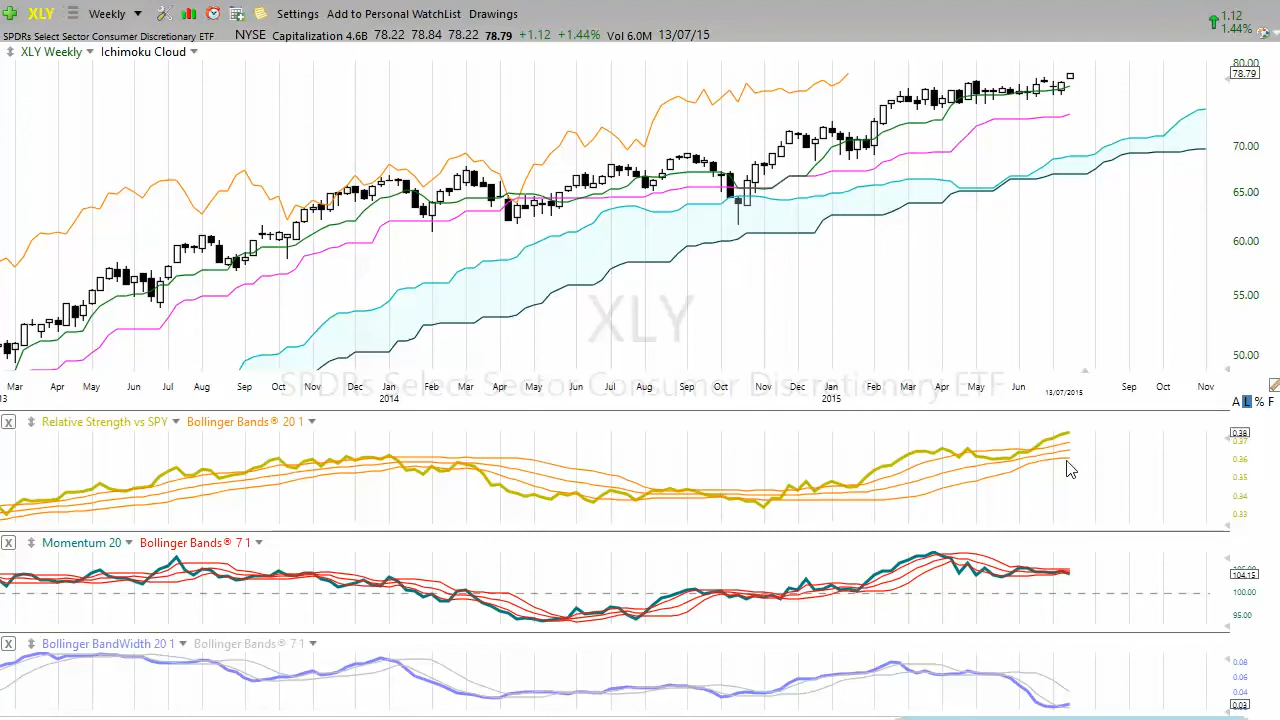 XLY Weekly Settings Add to Personal WatchList Drawings 1.12
1.44%
SPDRs Select Sector Consumer Discretionary ETF NYSE Capitalization 4.6B 78.22 78.84 78.22 78.79 +1.12 +1.44% Vol 6.0M 13/07/15
XLY Weekly Ichimoku Cloud
80.00
78.79
70.00
65.00
60.00
55.00
50.00
XLY
SPDRs Select Sector Consumer Discretionary ETF
Mar Apr May Jun Jul Aug Sep Oct Nov Dec Jan Feb Mar Apr May Jun Jul Aug Sep Oct Nov Dec Jan Feb Mar Apr May Jun Sep Oct Nov
13 2014 2015 13/07/2015
A L % F
X Relative Strength vs SPY Bollinger Bands® 20 1
0.38
0.37
0.36
0.35
0.34
0.33
X Momentum 20 Bollinger Bands® 7 1
105.00
104.15
100.00
95.00
X Bollinger BandWidth 20 1 Bollinger Bands® 7 1
0.08
0.06
0.04
0.03